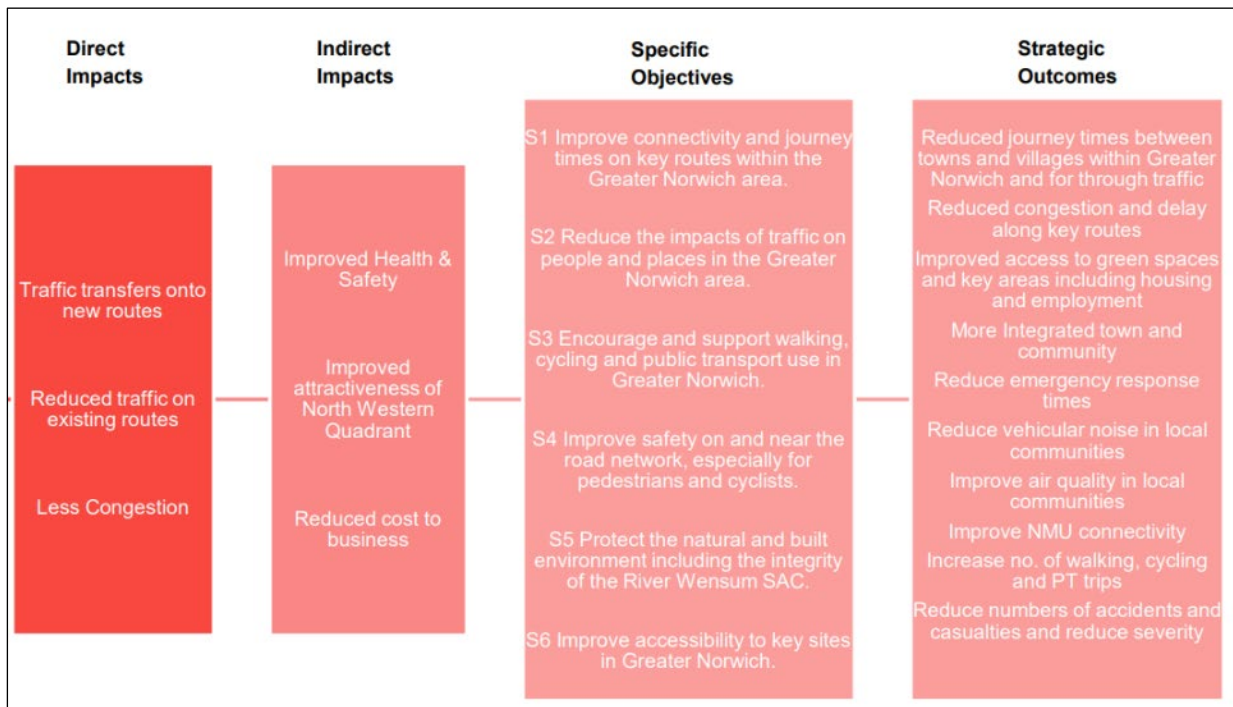 Direct
Impacts
Indirect
Impacts
Specific
Objectives
Strategic
Outcomes
Traffic transfers onto
new routes
Reduced traffic on
existing routes
Less Congestion
Improved Health &
Safety
Improved
attractiveness of
North Western
Quadrant
Reduced cost to
business
S1 Improve connectivity and journey
times on key routes within the
Greater Norwich area.
S2 Reduce the impacts of traffic on
people and places in the Greater
Norwich area.
S3 Encourage and support walking,
cycling and public transport use in
Greater Norwich.
S4 Improve safety on and near the
road network, especially for
pedestrians and cyclists.
S5 Protect the natural and built
environment including the integrity
of the River Wensum SAC.
S6 Improve accessibility to key sites
in Greater Norwich.
Reduced journey times between
towns and villages within Greater
Norwich and for through traffic
Reduced congestion and delay
along key routes
Improved access to green spaces
and key areas including housing
and employment
More Integrated town and
community
Reduce emergency response
times
Reduce vehicular noise in local
communities
Improve air quality in local
communities
Improve NMU connectivity
Increase no. of walking, cycling
and PT trips
Reduce numbers of accidents and
casualties and reduce severity